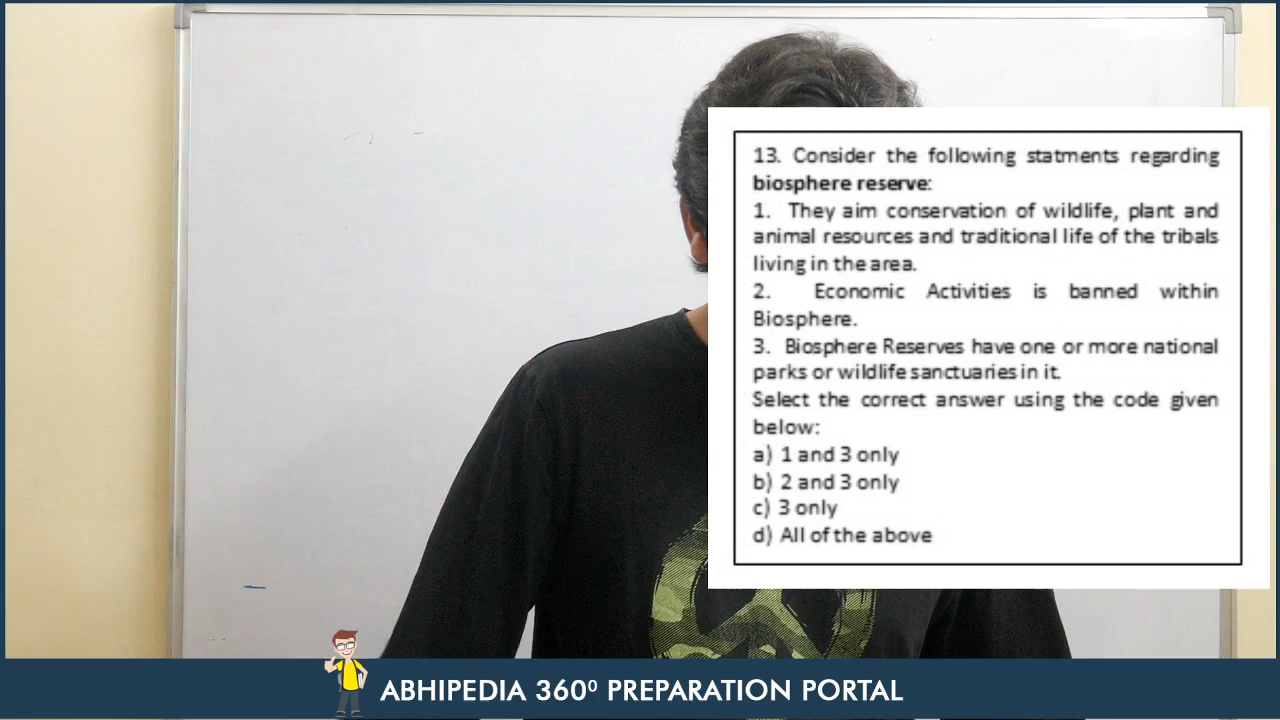 13. Consider the following statments regarding
biosphere reserve:
1. They aim conservation of wildlife, plant and
animal resources and traditional life of the tribals
living in the area.
2. Economic Activities is banned within
Biosphere.
3. Biosphere Reserves have one or more national
parks or wildlife sanctuaries in it.
Select the correct answer using the code given
below:
a) 1 and 3 only
b) 2 and 3 only
c) 3 only
d) All of the above
ABHIPEDIA 360⁰ PREPARATION PORTAL